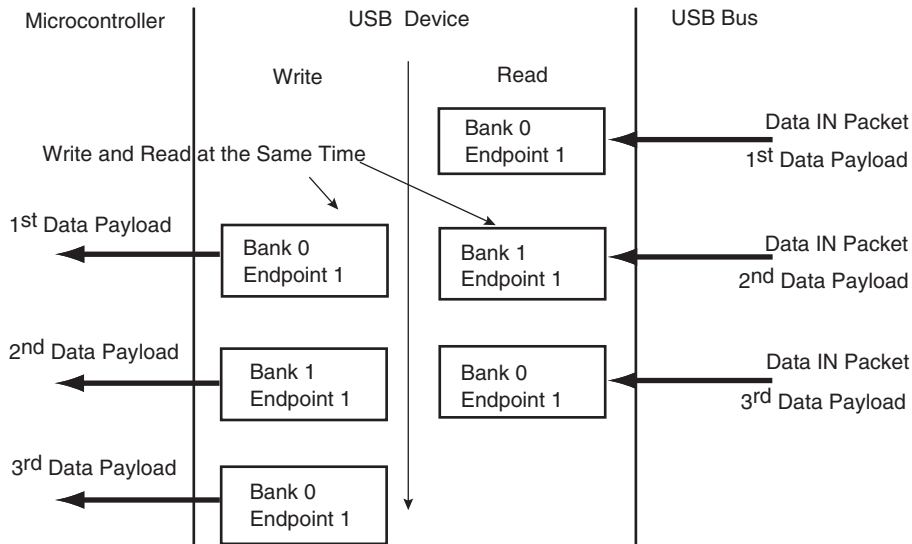 Microcontroller
USB Device
USB Bus
Write
Read
Bank 0
Endpoint 1
Data IN Packet
1st Data Payload
Write and Read at the Same Time
1st Data Payload
Bank 0
Endpoint 1
Bank 1
Endpoint 1
Data IN Packet
2nd Data Payload
2nd Data Payload
Bank 1
Endpoint 1
Bank 0
Endpoint 1
Data IN Packet
3rd Data Payload
3rd Data Payload
Bank 0
Endpoint 1